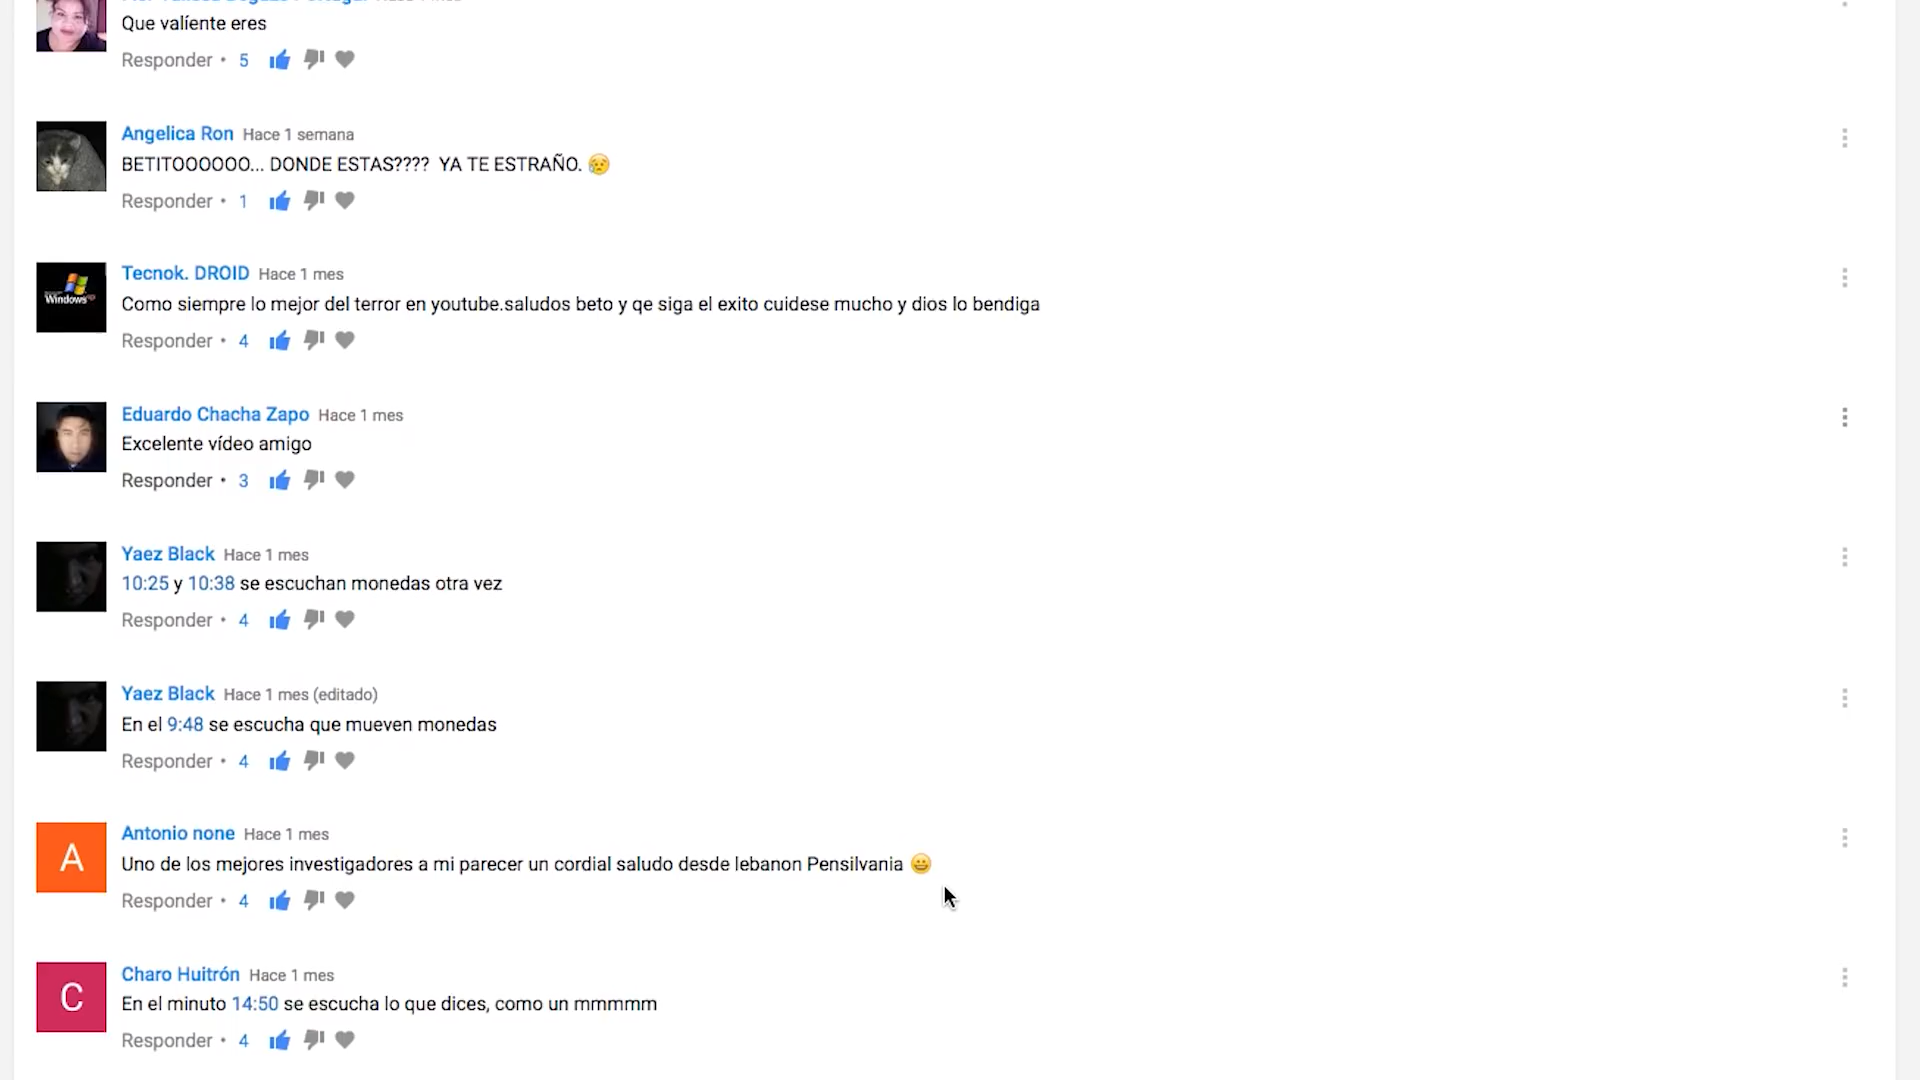 Que valíente eres
Responder • 5
Angelica Ron Hace 1 semana
BETITOOOOOO... DONDE ESTAS???? YA TE ESTRAÑO. 😥
Responder • 1
Windows xp
Tecnok. DROID Hace 1 mes
Como siempre lo mejor del terror en youtube.saludos beto y qe siga el exito cuidese mucho y dios lo bendiga
Responder • 4
Eduardo Chacha Zapo Hace 1 mes
Excelente vídeo amigo
Responder • 3
Yaez Black Hace 1 mes
10:25 y 10:38 se escuchan monedas otra vez
Responder • 4
Yaez Black Hace 1 mes (editado)
En el 9:48 se escucha que mueven monedas
Responder • 4
A
Antonio none Hace 1 mes
Uno de los mejores investigadores a mi parecer un cordial saludo desde lebanon Pensilvania 😀
Responder • 4
C
Charo Huitrón Hace 1 mes
En el minuto 14:50 se escucha lo que dices, como un mmmmm
Responder • 4